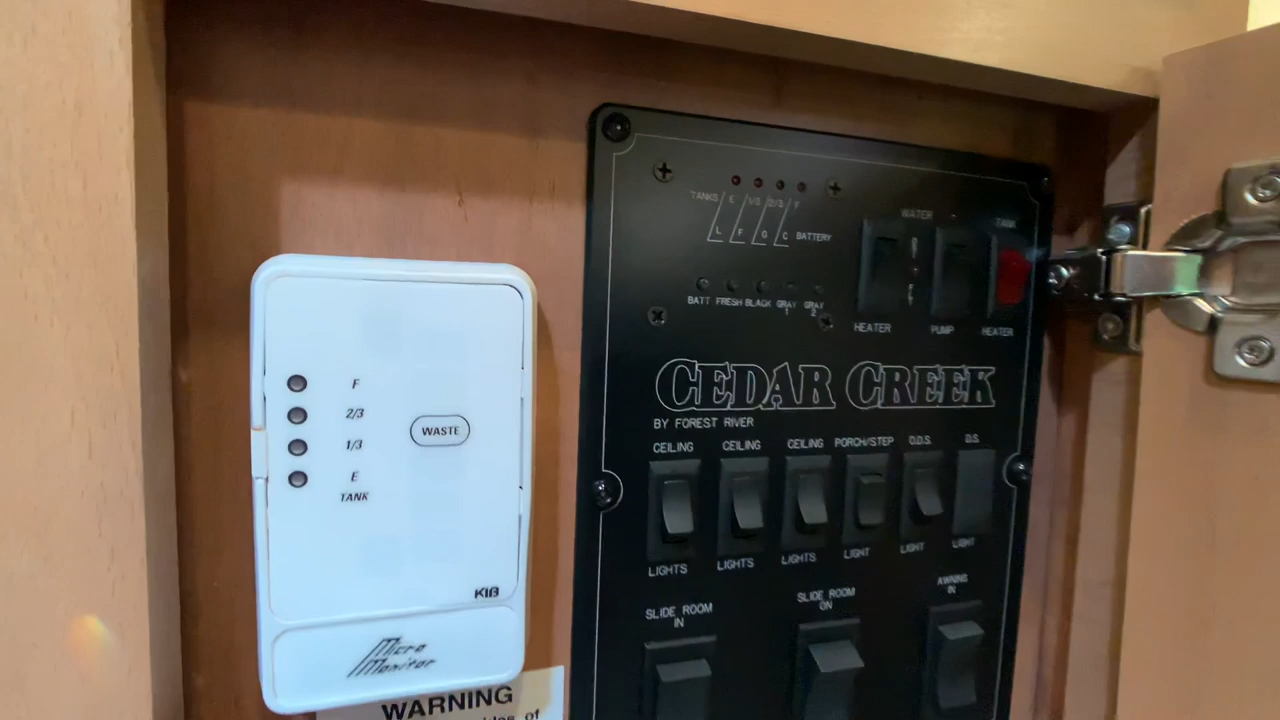 F
2/3
WASTE
1/3
E
TANK
KIB
Micro
Monitor
WARNING
of
TANKS E 1/3 2/3 F
L F G C BATTERY
BATT FRESH BLACK GRAY 1 GRAY 2
WATER
TANK
HEATER PUMP HEATER
CEDAR CREEK
BY FOREST RIVER
CEILING CEILING CEILING PORCH/STEP O.D.S. D.S.
LIGHTS LIGHTS LIGHTS LIGHT LIGHT LIGHT
SLIDE ROOM
IN
SLIDE ROOM
ON
AWNING
IN